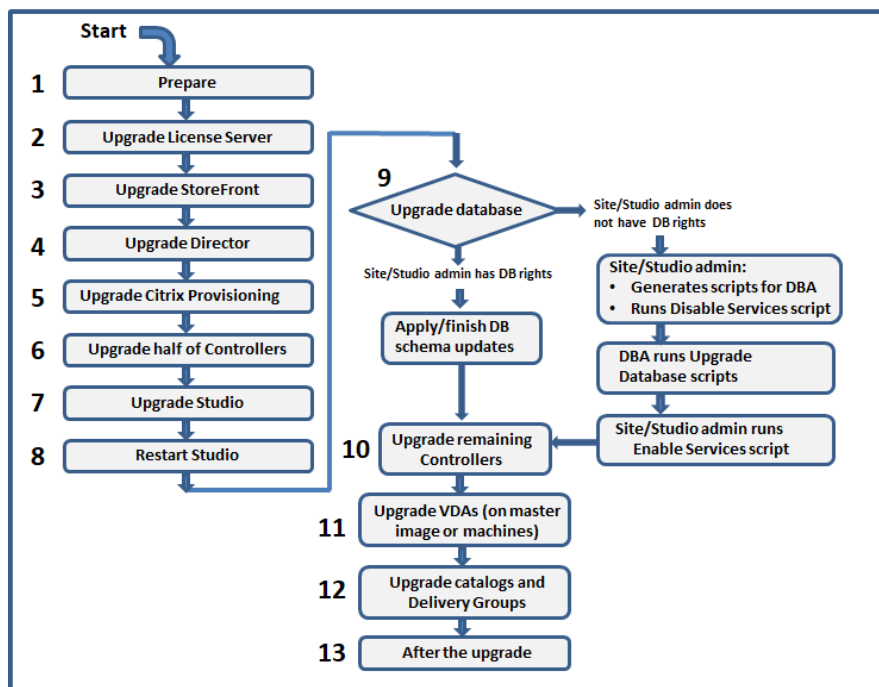 Start
1
Prepare
2
Upgrade License Server
3
Upgrade StoreFront
4
Upgrade Director
5
Upgrade Citrix Provisioning
6
Upgrade half of Controllers
7
Upgrade Studio
8
Restart Studio
9
Upgrade database
Site/Studio admin does
not have DB rights
Site/Studio admin has DB rights
Site/Studio admin:
• Generates scripts for DBA
• Runs Disable Services script
Apply/finish DB
schema updates
DBA runs Upgrade
Database scripts
Site/Studio admin runs
Enable Services script
10
Upgrade remaining
Controllers
11
Upgrade VDAs (on master
image or machines)
12
Upgrade catalogs and
Delivery Groups
13
After the upgrade